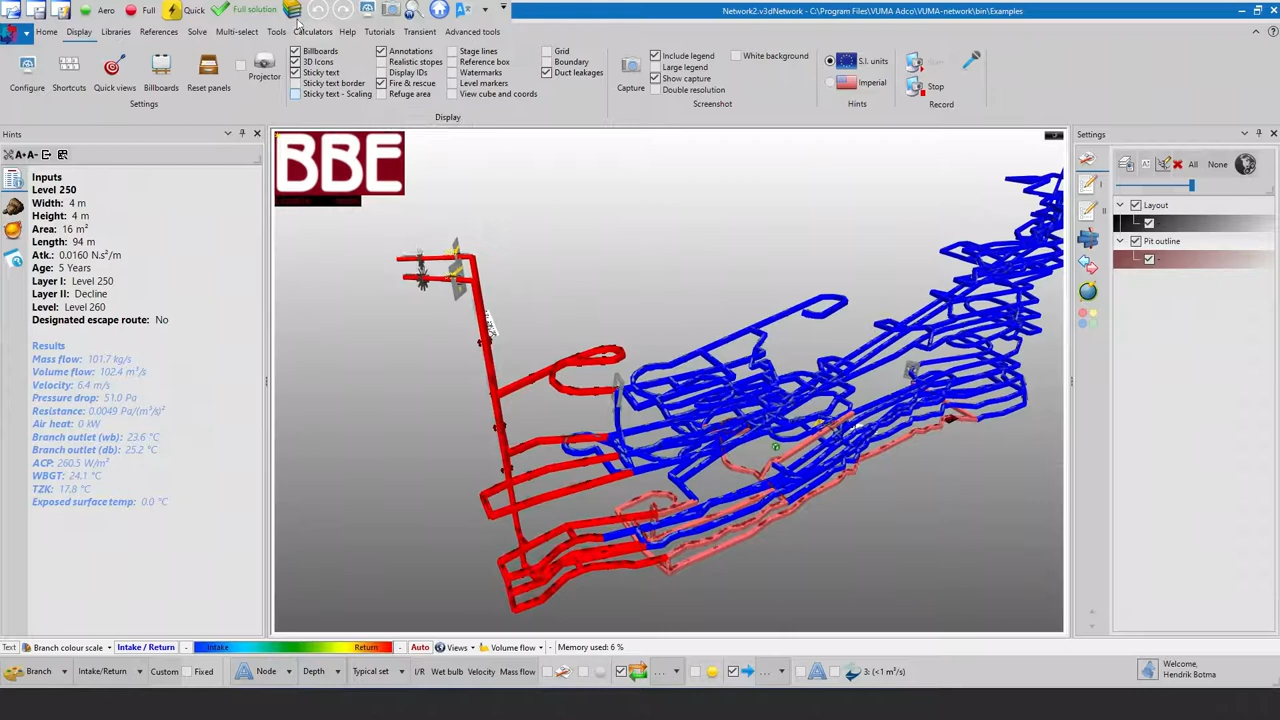 Aero Full Quick Full solution Network2.v3dNetwork - C:\Program Files\VUMA Adco\VUMA-network\bin\Examples
Home Display Libraries References Solve Multi-select Tools Calculators Help Tutorials Transient Advanced tools
Configure Shortcuts Quick views Billboards Reset panels Projector
Settings
Billboards Annotations Stage lines Grid
3D Icons Realistic stopes Reference box Boundary
Sticky text Display IDs Watermarks Duct leakages
Sticky text border Fire & rescue Level markers
Sticky text - Scaling Refuge area View cube and coords
Display
Capture
Include legend White background
Large legend
Show capture
Double resolution
Screenshot
S.I. units
Imperial
Hints
Stop
Record
Hints
A+ A-
Inputs
Level 250
Width: 4 m
Height: 4 m
Area: 16 m²
Length: 94 m
Atk.: 0.0160 N.s²/m
Age: 5 Years
Layer I: Level 250
Layer II: Decline
Level: Level 260
Designated escape route: No
Results
Mass flow: 101.7 kg/s
Volume flow: 102.4 m³/s
Velocity: 6.4 m/s
Pressure drop: 51.0 Pa
Resistance: 0.0049 Pa/(m³/s)
Air heat: 0 kW
Branch outlet (wb): 23.6 °C
Branch outlet (db): 25.2 °C
ACP: 260.5 W/m²
WBGT: 24.1 °C
TZK: 17.8 °C
Exposed surface temp: 0.0 °C
BBE
Settings
All None
Layout
-
Pit outline
-
Text Branch colour scale Intake / Return - Intake Return - Auto Views Volume flow - Memory used: 6 %
Branch Intake/Return Custom Fixed Node Depth Typical set I/R Wet bulb Velocity Mass flow ... ... 3: (<1 m³/s)
Welcome,
Hendrik Botma